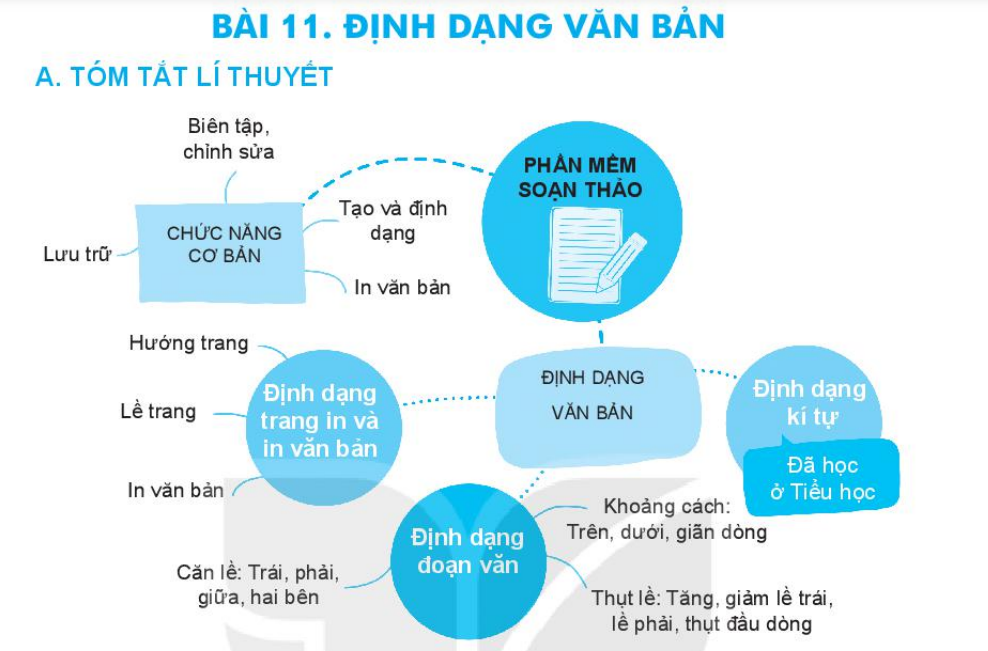 BÀI 11. ĐỊNH DẠNG VĂN BẢN
A. TÓM TẮT LÍ THUYẾT
Biên tập,
chỉnh sửa
CHỨC NĂNG
CƠ BẢN
Lưu trữ
Tạo và định
dạng
In văn bản
PHẦN MỀM
SOẠN THẢO
Hướng trang
Lề trang
In văn bản
Định dạng
trang in và
in văn bản
ĐỊNH DẠNG
VĂN BẢN
Định dạng
kí tự
Đã học
ở Tiểu học
Định dạng
đoạn văn
Khoảng cách:
Trên, dưới, giãn dòng
Căn lề: Trái, phải,
giữa, hai bên
Thụt lề: Tăng, giảm lề trái,
lề phải, thụt đầu dòng